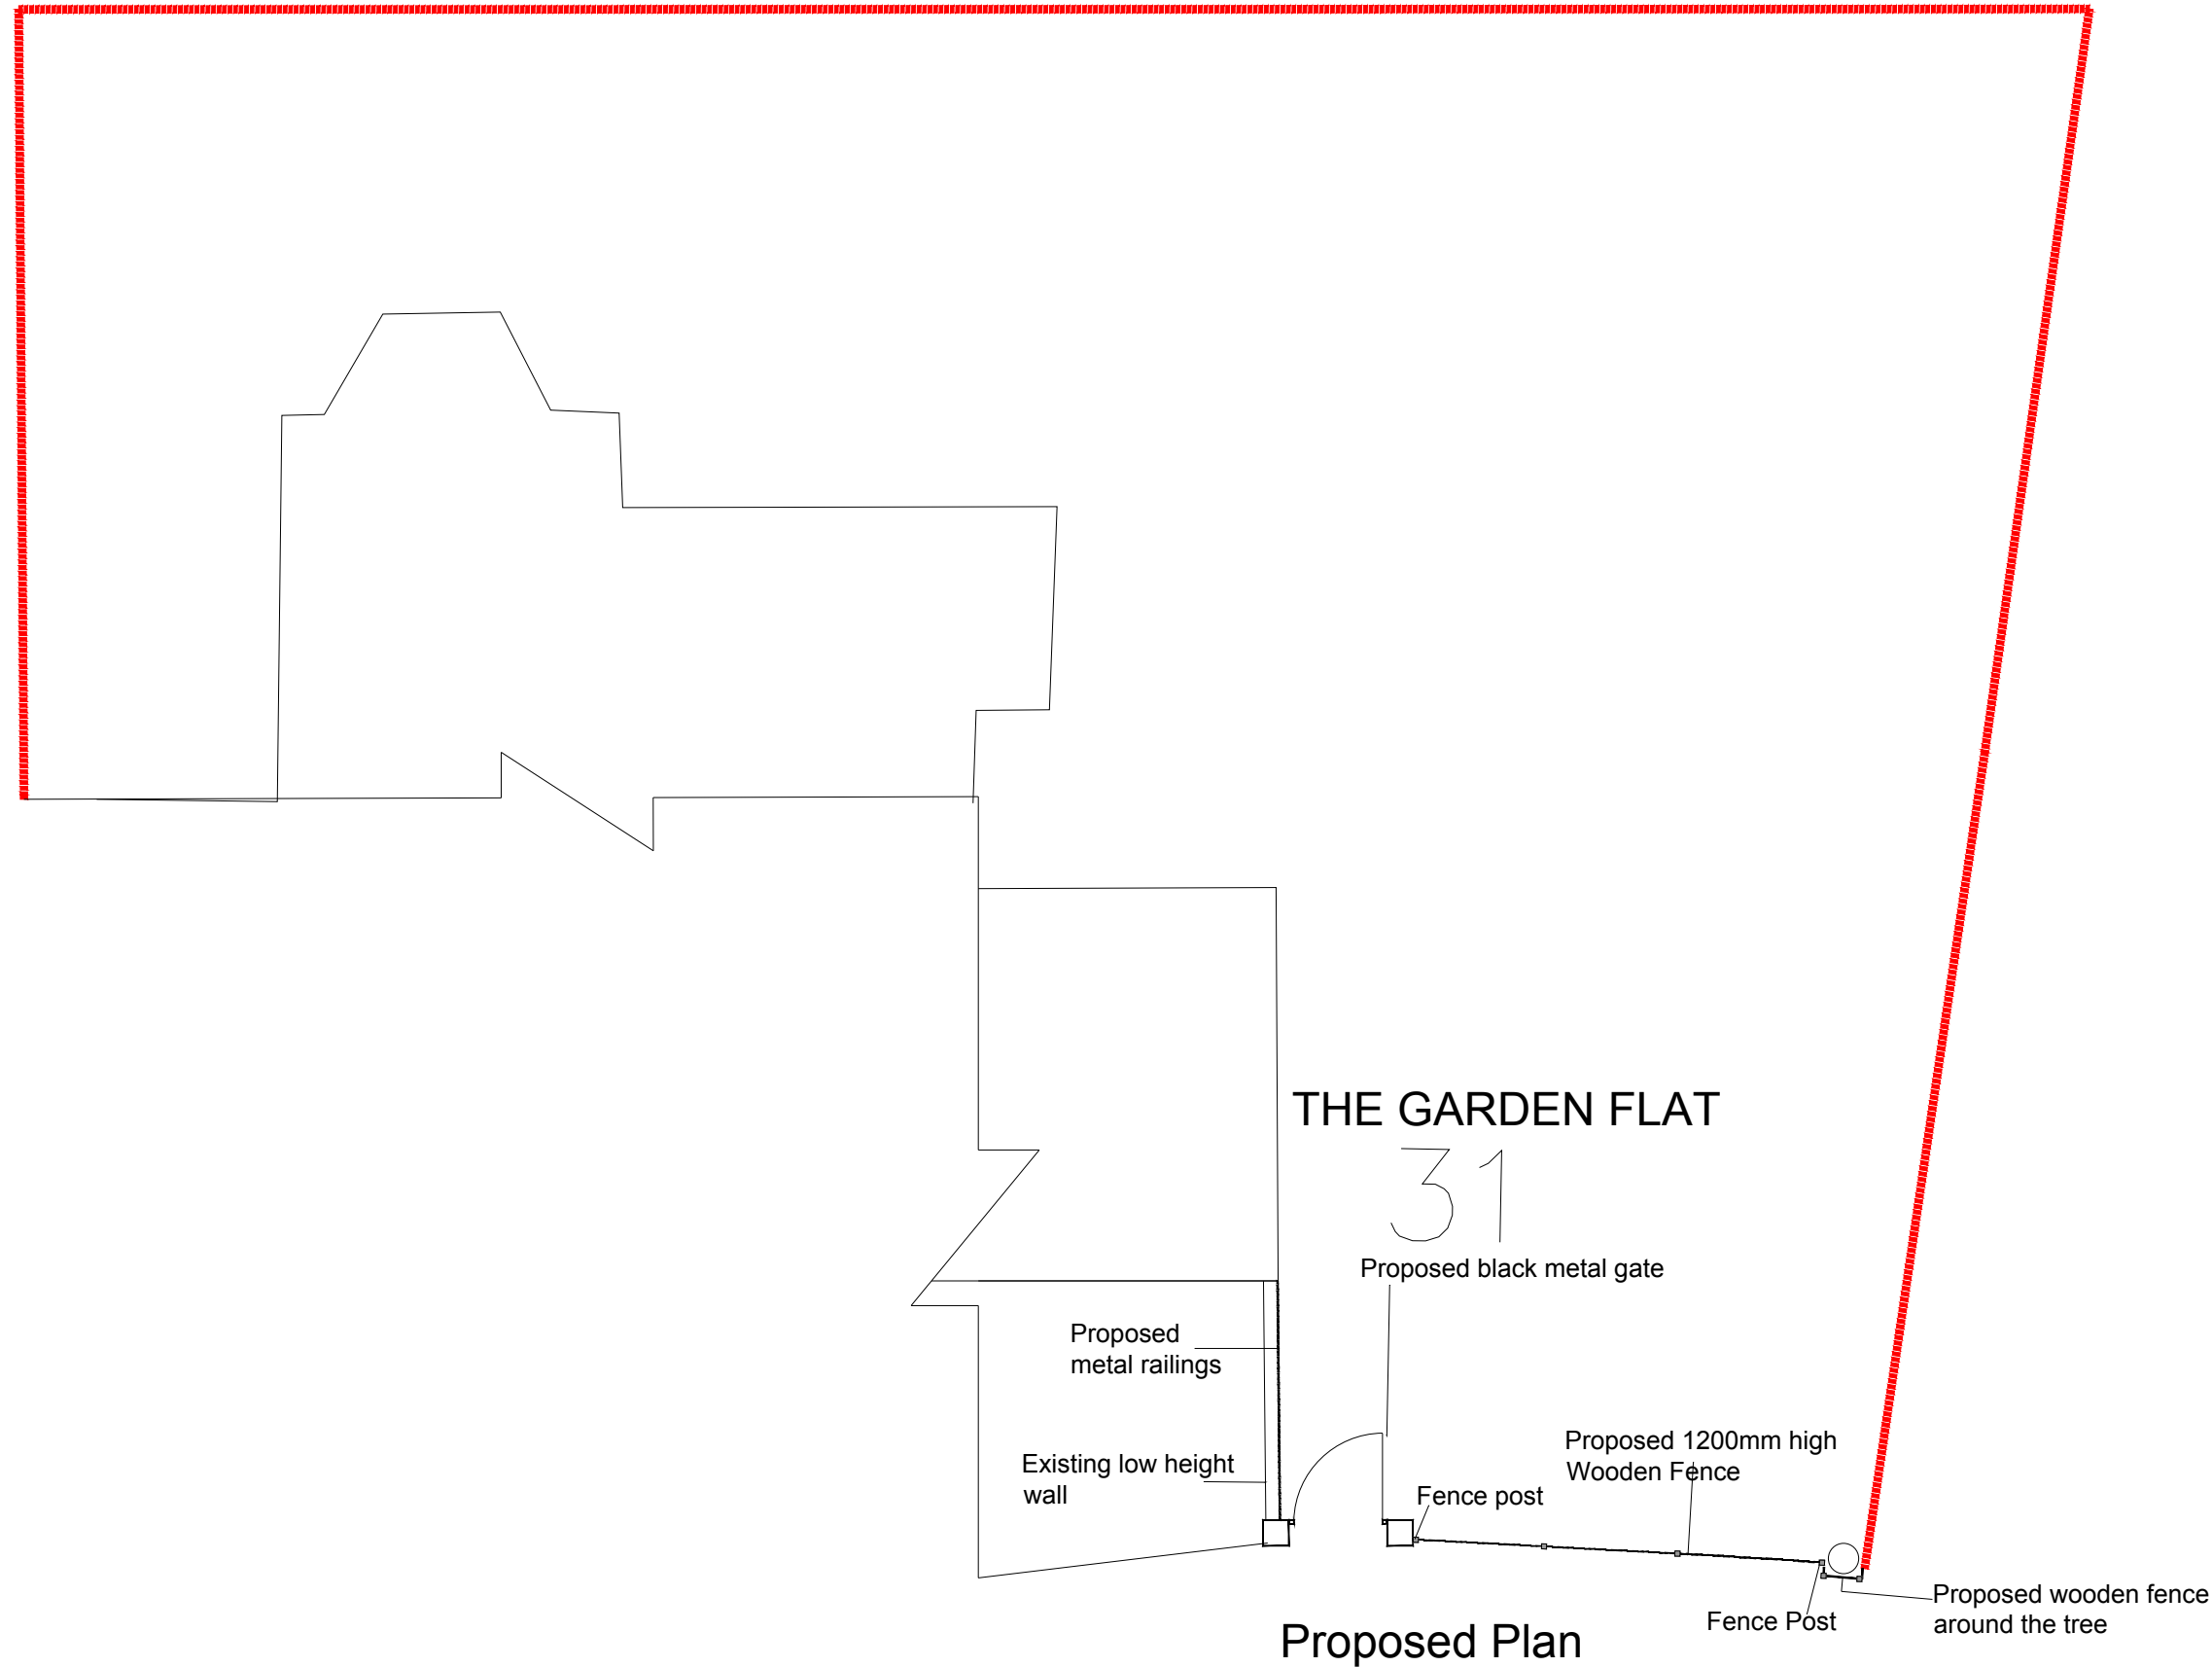 THE GARDEN FLAT
31
Proposed black metal gate
Proposed
metal railings
Existing low height
wall
Proposed 1200mm high
Wooden Fence
Fence post
Fence Post
Proposed wooden fence
around the tree
Proposed Plan